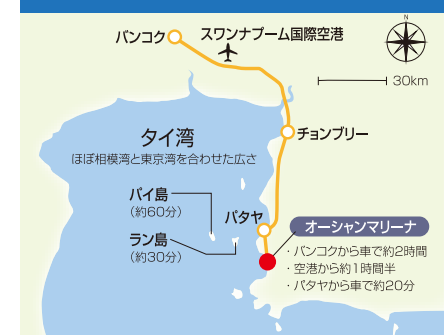 バンコク
スワンナプーム国際空港
N
30km
チョンブリー
タイ湾
ほぼ相模湾と東京湾を合わせた広さ
パイ島
(約60分)
パタヤ
ラン島
(約30分)
オーシャンマリーナ
・バンコクから車で約2時間
・空港から約1時間半
・パタヤから車で約20分